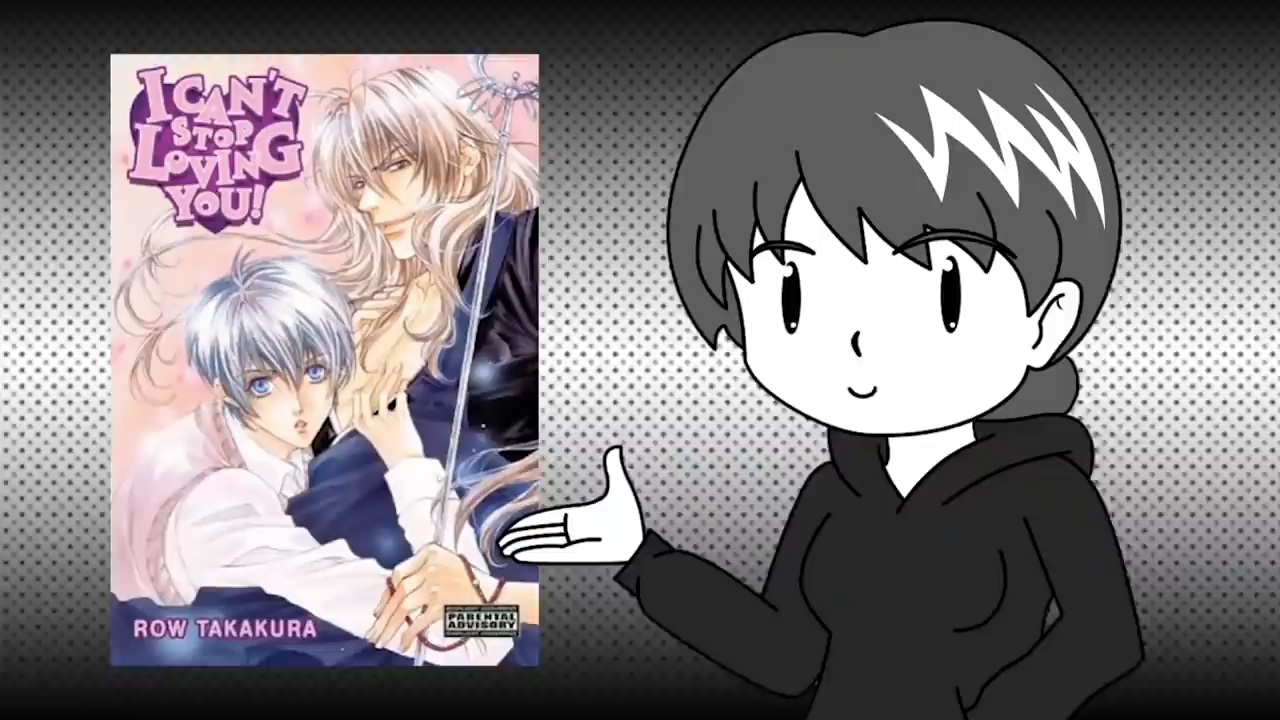 I CAN'T
STOP
LOVING
YOU!
ROW TAKAKURA
PARENTAL
ADVISORY